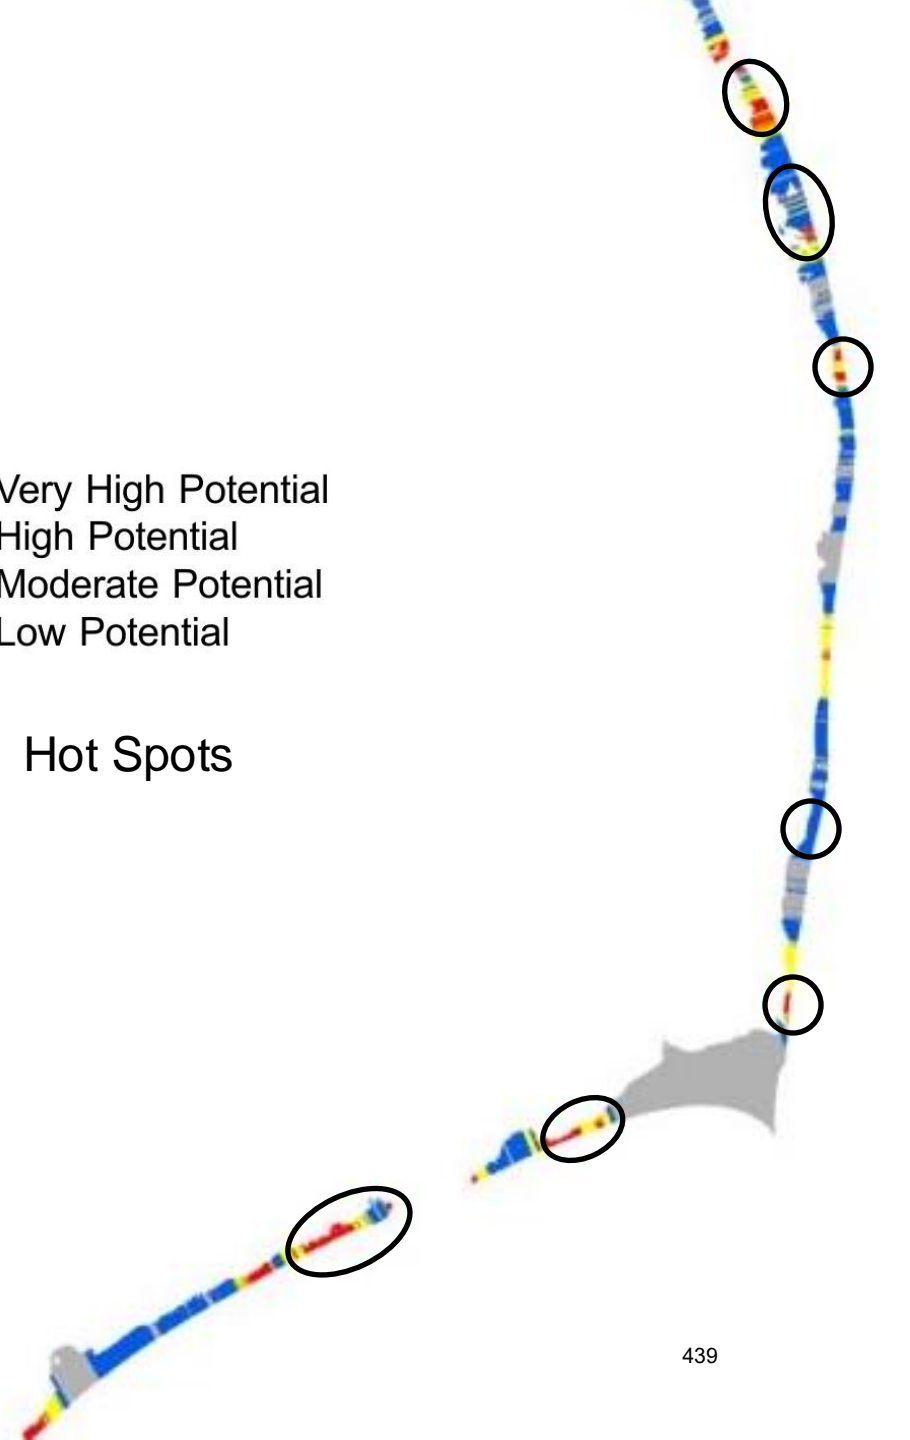 Very High Potential
High Potential
Moderate Potential
Low Potential
Hot Spots
439